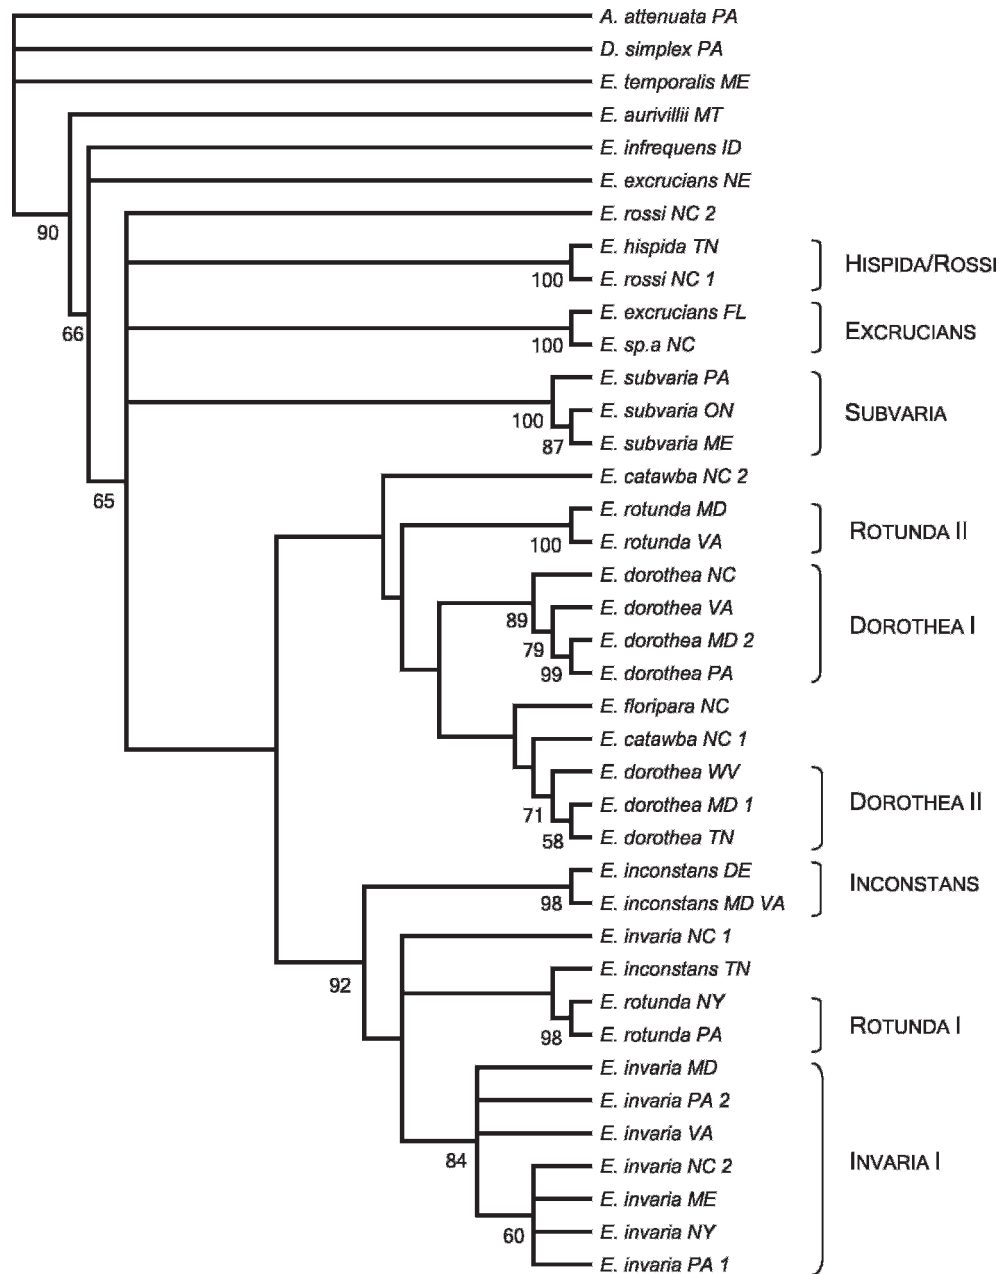 A. attenuata PA
D. simplex PA
E. temporalis ME
E. aurivillii MT
E. infrequens ID
E. excrucians NE
E. rossi NC 2
90
E. hispida TN
HISPIDA/ROSSI
E. rossi NC 1
100
E. excrucians FL
66
EXCRUCIANS
E. sp.a NC
100
E. subvaria PA
E. subvaria ON
SUBVARIA
100
E. subvaria ME
87
E. catawba NC 2
65
E. rotunda MD
ROTUNDA II
E. rotunda VA
100
E. dorothea NC
E. dorothea VA
89
DOROTHEA I
E. dorothea MD 2
79
E. dorothea PA
99
E. floripara NC
E. catawba NC 1
E. dorothea WV
DOROTHEA II
E. dorothea MD 1
71
E. dorothea TN
58
E. inconstans DE
INCONSTANS
E. inconstans MD VA
98
E. invaria NC 1
E. inconstans TN
92
E. rotunda NY
ROTUNDA I
E. rotunda PA
98
E. invaria MD
E. invaria PA 2
E. invaria VA
84
INVARIA I
E. invaria NC 2
E. invaria ME
E. invaria NY
60
E. invaria PA 1